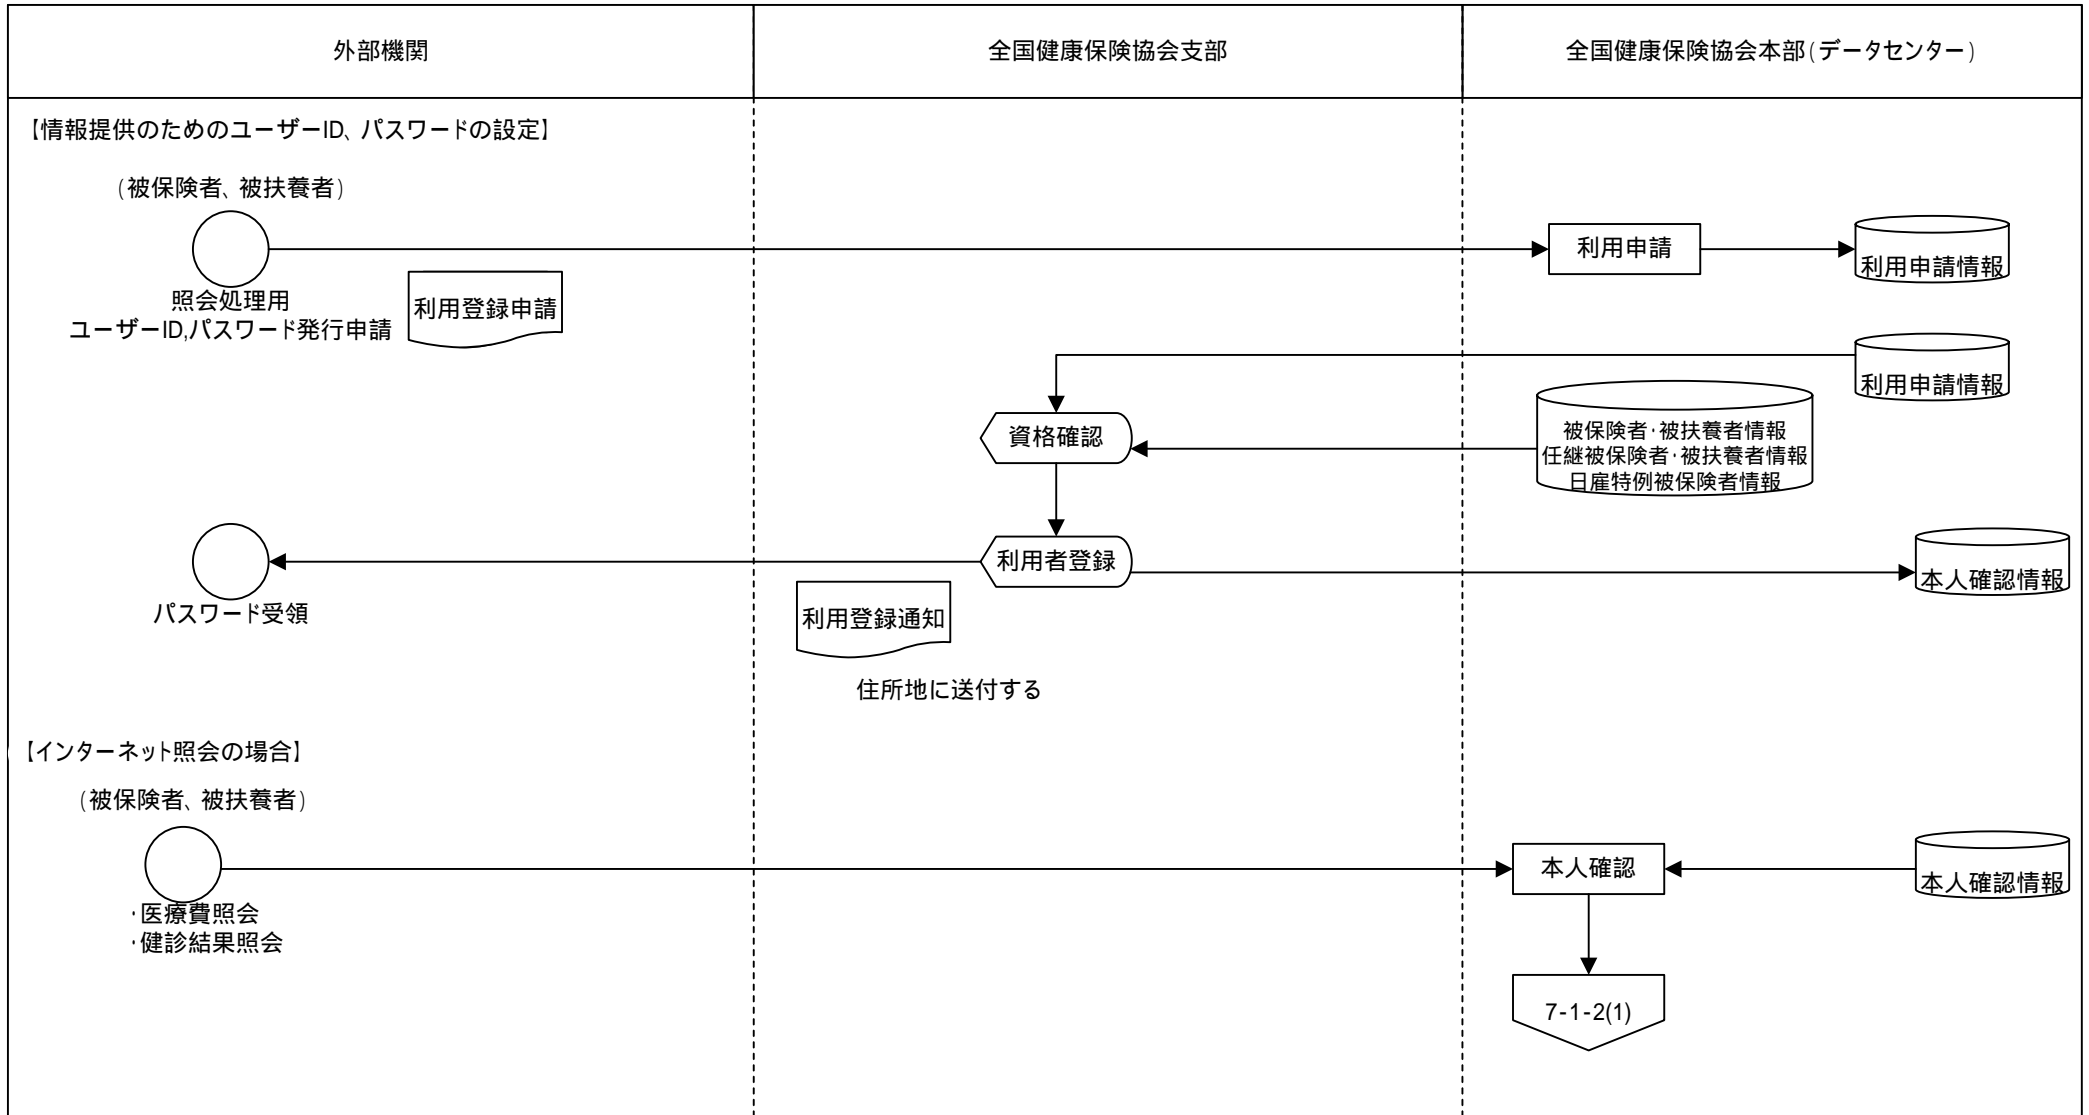 外部機関
全国健康保険協会支部
全国健康保険協会本部(データセンター)
【情報提供のためのユーザーID、パスワードの設定】
(被保険者、被扶養者)
利用申請
利用申請情報
照会処理用
ユーザーID,パスワード発行申請
利用登録申請
利用申請情報
資格確認
被保険者・被扶養者情報
任継被保険者・被扶養者情報
日雇特例被保険者情報
利用者登録
本人確認情報
パスワード受領
利用登録通知
住所地に送付する
【インターネット照会の場合】
(被保険者、被扶養者)
本人確認
本人確認情報
・医療費照会
・健診結果照会
7-1-2(1)